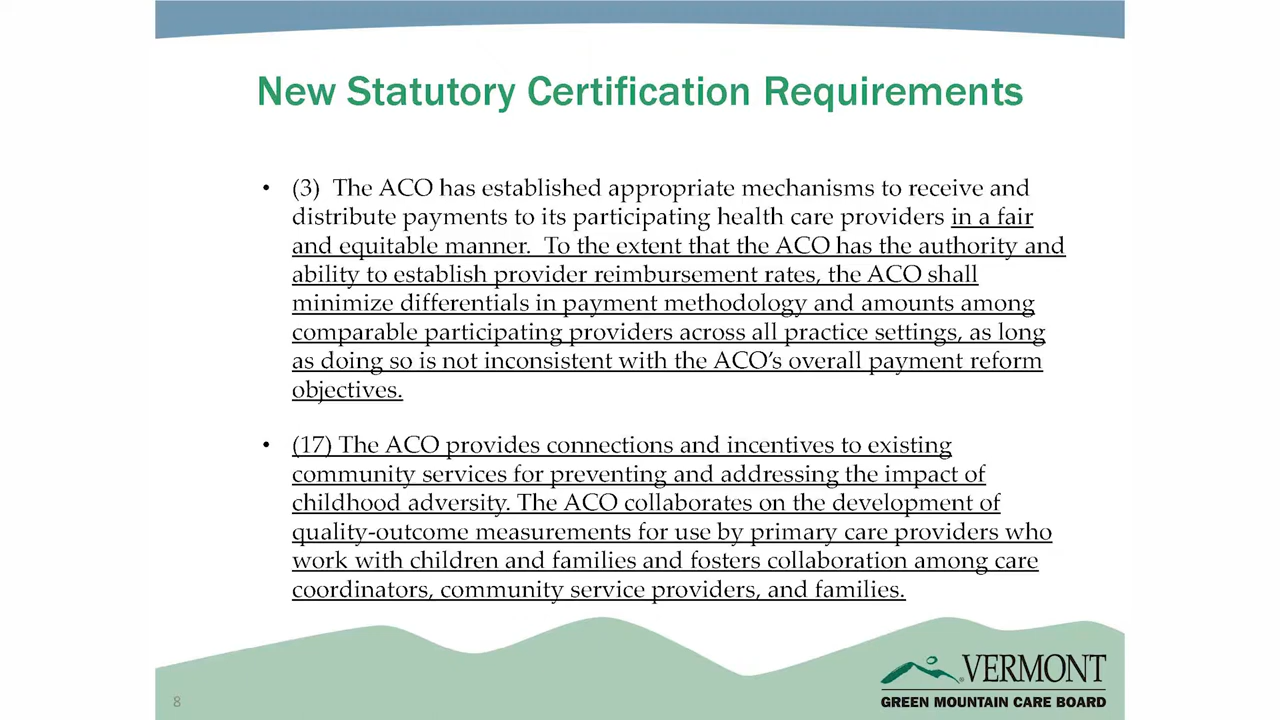 New Statutory Certification Requirements
• (3) The ACO has established appropriate mechanisms to receive and
distribute payments to its participating health care providers in a fair
and equitable manner. To the extent that the ACO has the authority and
ability to establish provider reimbursement rates, the ACO shall
minimize differentials in payment methodology and amounts among
comparable participating providers across all practice settings, as long
as doing so is not inconsistent with the ACO’s overall payment reform
objectives.
• (17) The ACO provides connections and incentives to existing
community services for preventing and addressing the impact of
childhood adversity. The ACO collaborates on the development of
quality-outcome measurements for use by primary care providers who
work with children and families and fosters collaboration among care
coordinators, community service providers, and families.
8
VERMONT
GREEN MOUNTAIN CARE BOARD